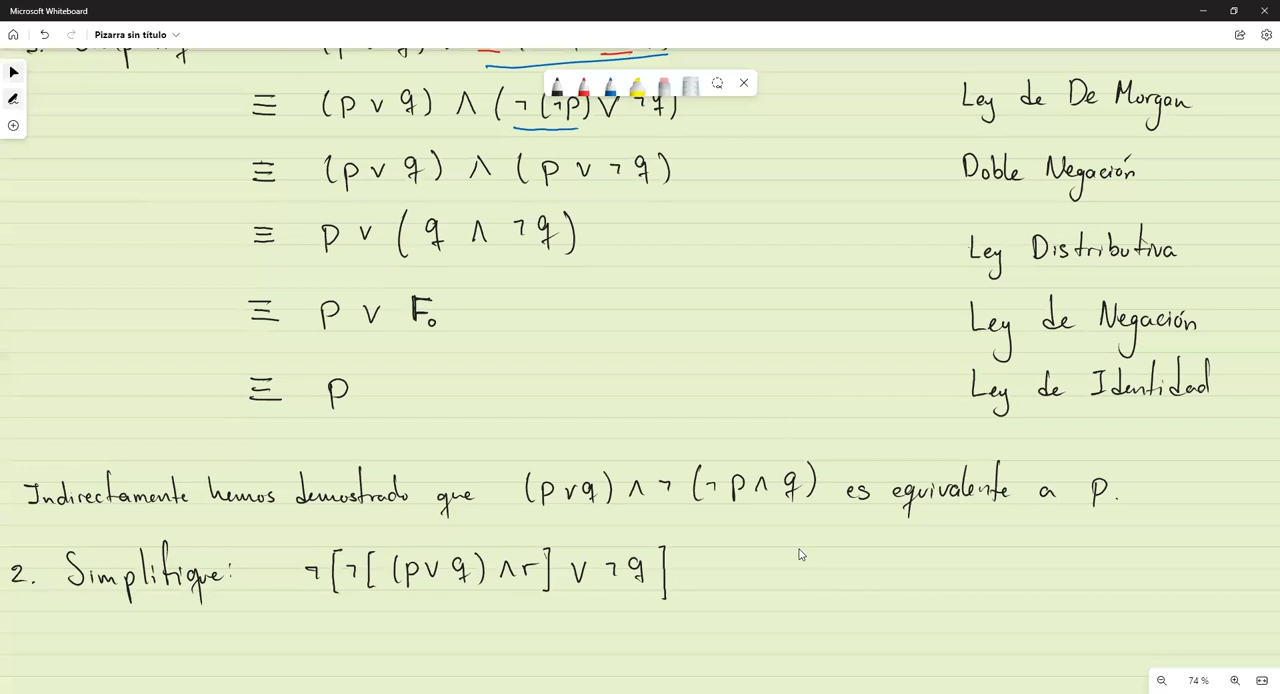 Microsoft Whiteboard
Pizarra sin título
≡ (p ∨ q) ∧ (¬(¬p) ∨ ¬q) Ley de De Morgan
≡ (p ∨ q) ∧ (p ∨ ¬q) Doble Negación
≡ p ∨ (q ∧ ¬q) Ley Distributiva
≡ p ∨ F₀ Ley de Negación
≡ p Ley de Identidad
Indirectamente hemos demostrado que (p∨q) ∧ ¬(¬p∧q) es equivalente a p.
2. Simplifique: ¬[¬[(p∨q)∧r] ∨ ¬q]
74 %